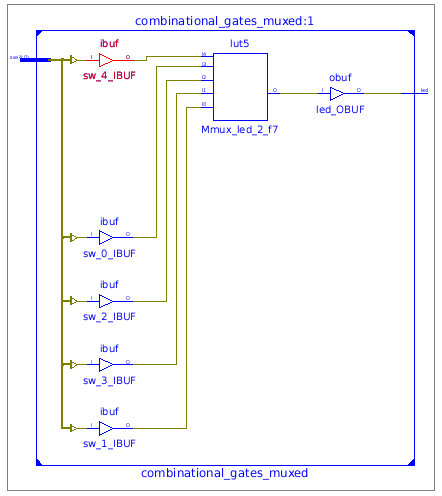 combinational_gates_muxed:1
ibuf
lut5
I O
sw_4_IBUF
I4
I3
I2
I1
I0
O
obuf
I O
led
led_OBUF
Mmux_led_2_f7
ibuf
I O
sw_0_IBUF
ibuf
I O
sw_2_IBUF
ibuf
I O
sw_3_IBUF
ibuf
I O
sw_1_IBUF
combinational_gates_muxed